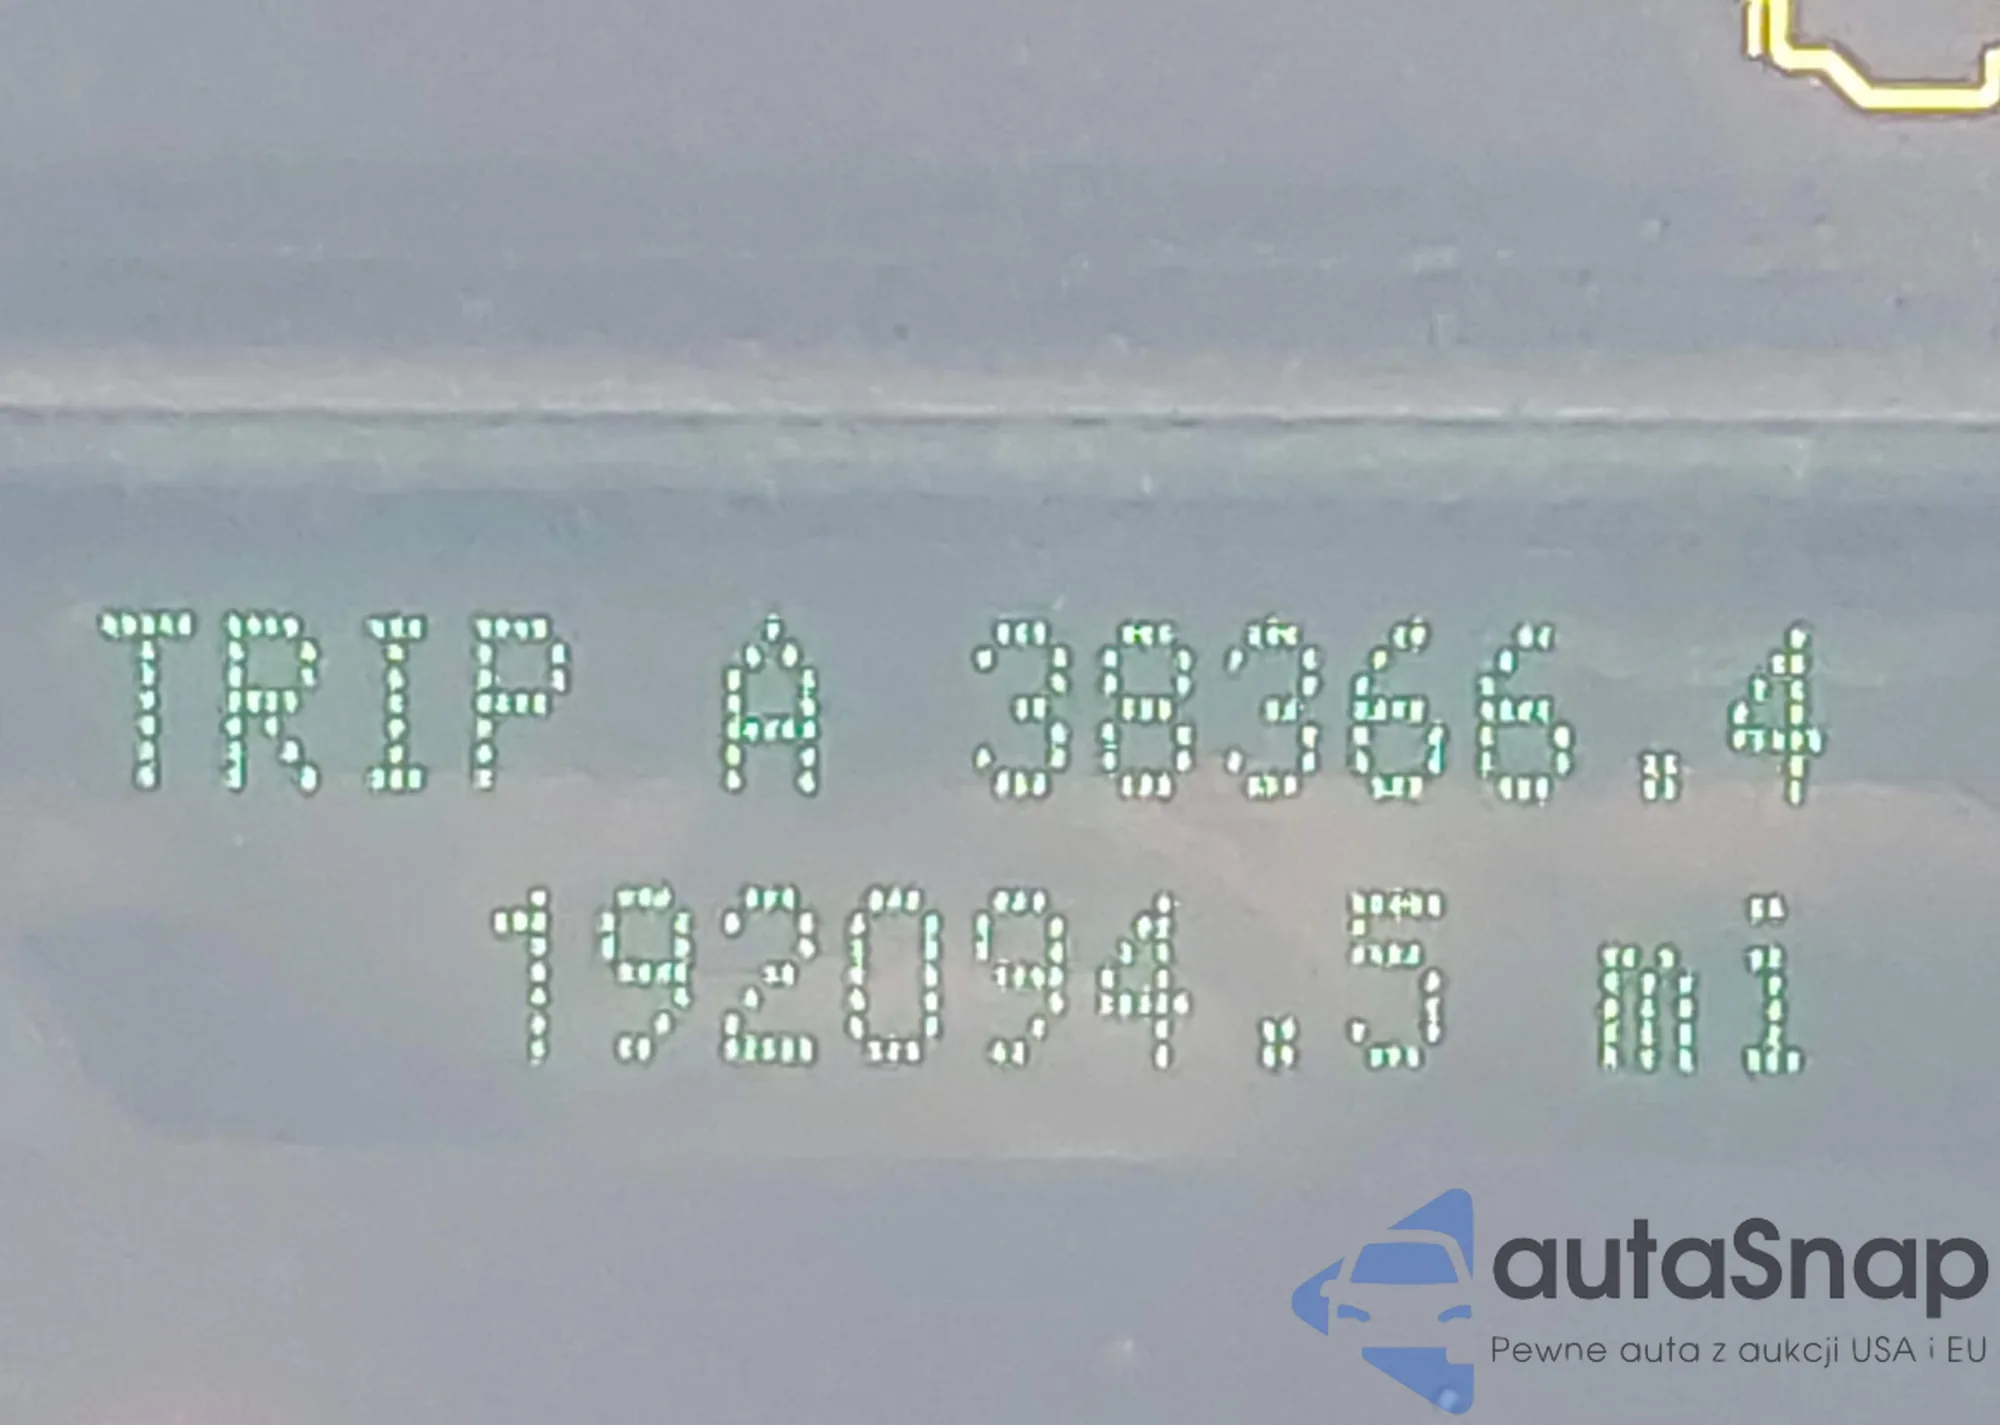 TRIP A 38366.4
192094.5 mi
autaSnap
Pewne auta z aukcji USA i EU